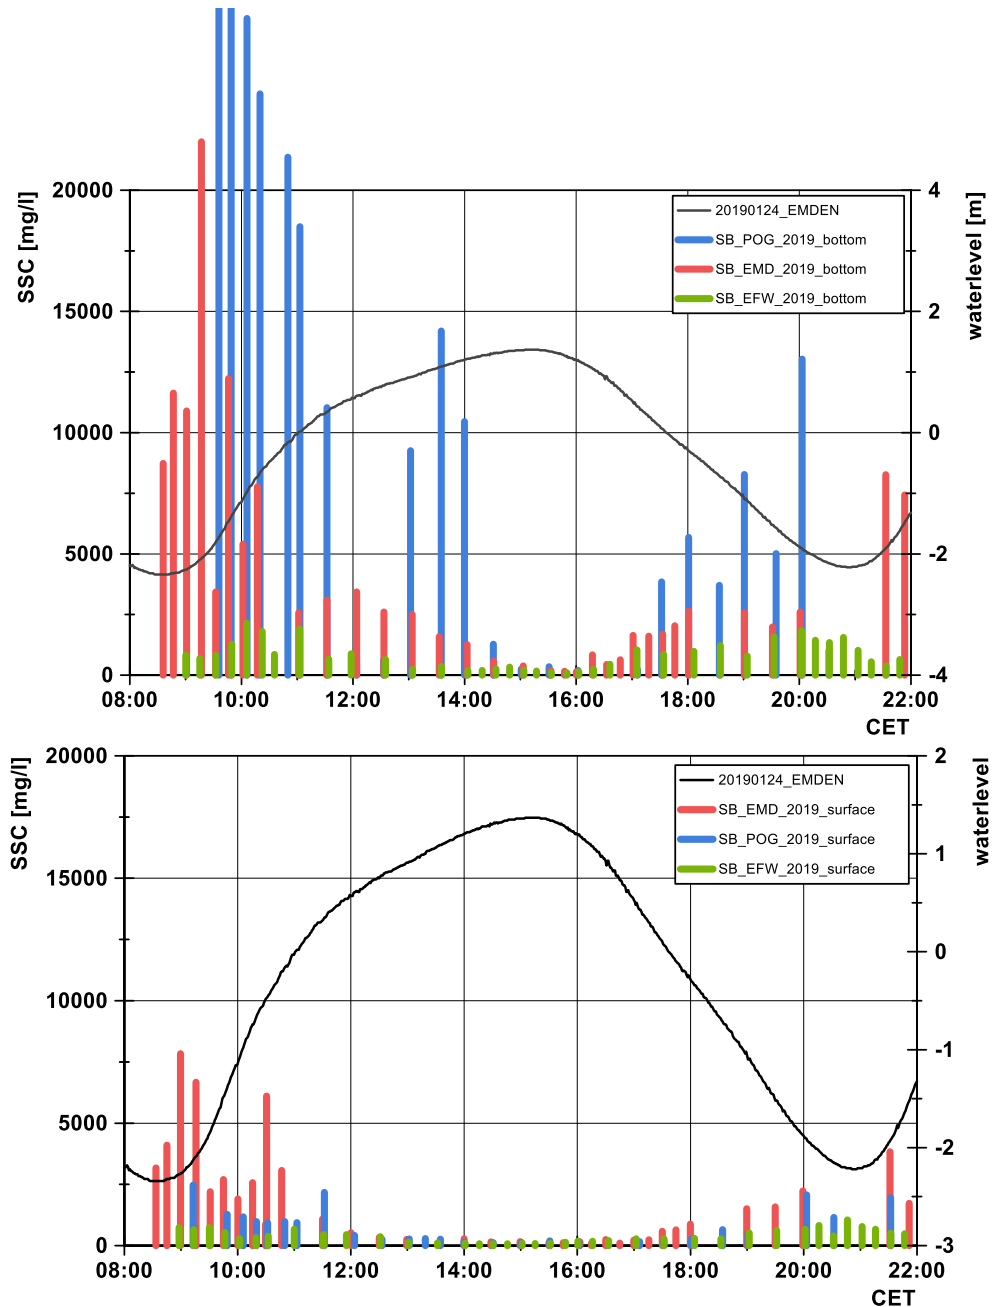 SSC [mg/l]
20000
15000
10000
5000
0
4
2
0
-2
-4
waterlevel [m]
20190124_EMDEN
SB_POG_2019_bottom
SB_EMD_2019_bottom
SB_EFW_2019_bottom
08:00 10:00 12:00 14:00 16:00 18:00 20:00 22:00
CET
SSC [mg/l]
20000
15000
10000
5000
0
2
1
0
-1
-2
-3
waterlevel
20190124_EMDEN
SB_EMD_2019_surface
SB_POG_2019_surface
SB_EFW_2019_surface
08:00 10:00 12:00 14:00 16:00 18:00 20:00 22:00
CET